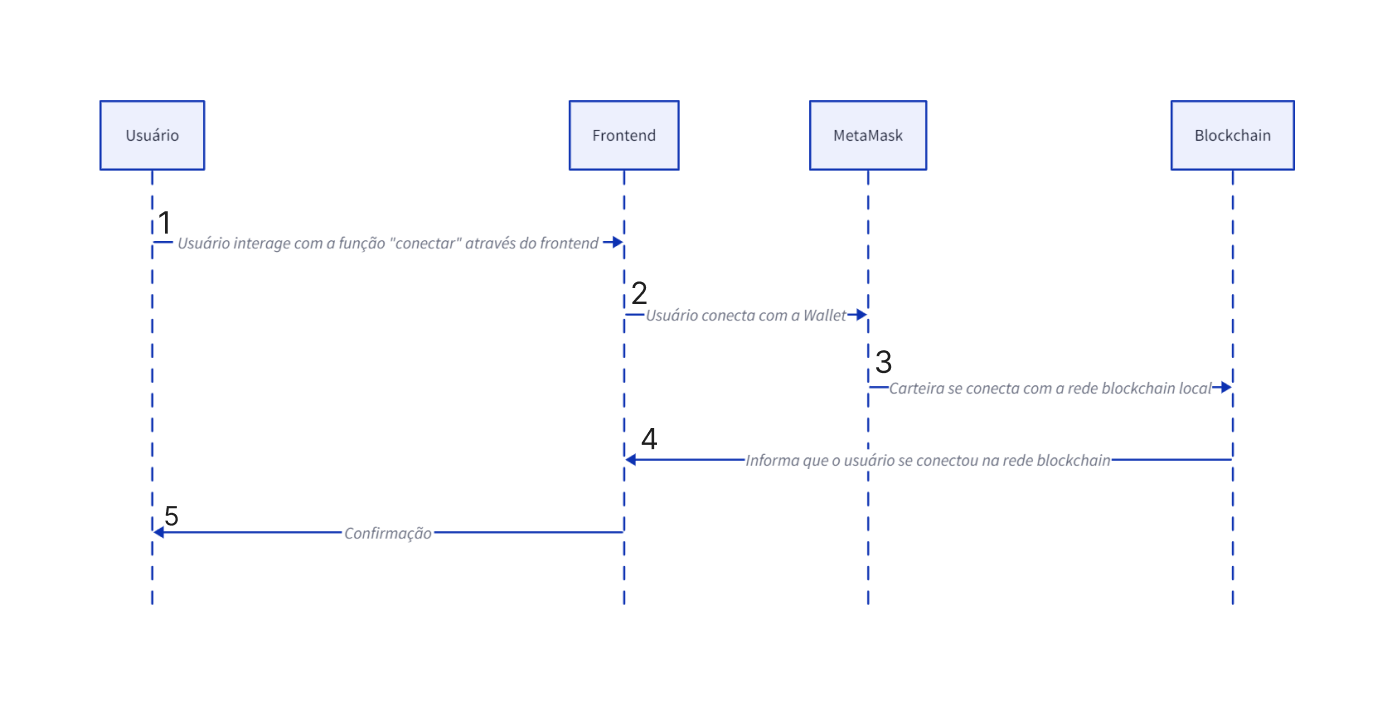 Usuário
Frontend
MetaMask
Blockchain
1
Usuário interage com a função "conectar" através do frontend
2
Usuário conecta com a Wallet
3
Carteira se conecta com a rede blockchain local
4
Informa que o usuário se conectou na rede blockchain
5
Confirmação